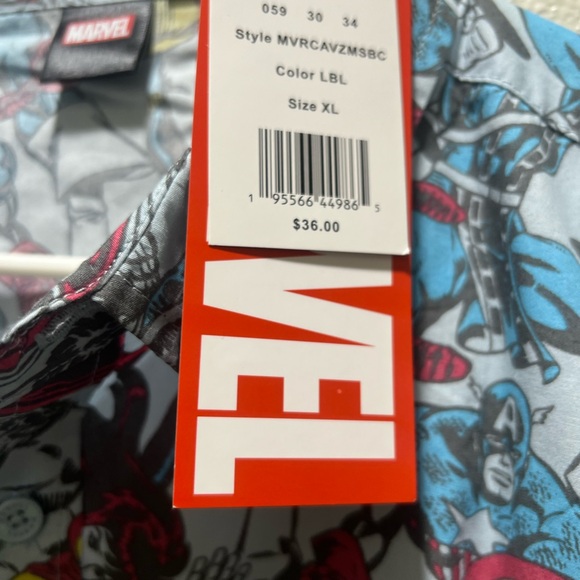 MARVEL
059 30 34
Style MVRCAVZMSBC
Color LBL
Size XL
1 95566 44986 5
$36.00
VEL